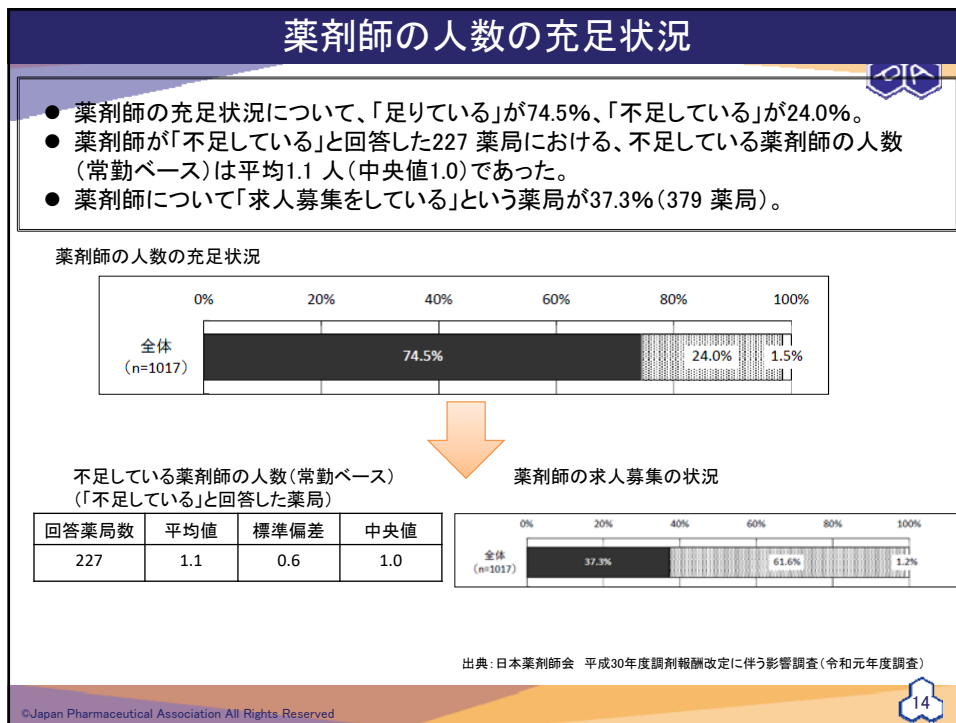 薬剤師の人数の充足状況
● 薬剤師の充足状況について、「足りている」が74.5%、「不足している」が24.0%。
● 薬剤師が「不足している」と回答した227 薬局における、不足している薬剤師の人数
（常勤ベース）は平均1.1 人（中央値1.0）であった。
● 薬剤師について「求人募集をしている」という薬局が37.3%（379 薬局）。
薬剤師の人数の充足状況
0% 20% 40% 60% 80% 100%
全体
（n=1017）
74.5% 24.0% 1.5%
不足している薬剤師の人数（常勤ベース）
（「不足している」と回答した薬局）
回答薬局数 平均値 標準偏差 中央値
227 1.1 0.6 1.0
薬剤師の求人募集の状況
0% 20% 40% 60% 80% 100%
全体
（n=1017）
37.3% 61.6% 1.2%
出典：日本薬剤師会 平成30年度調剤報酬改定に伴う影響調査（令和元年度調査）
©Japan Pharmaceutical Association All Rights Reserved
14